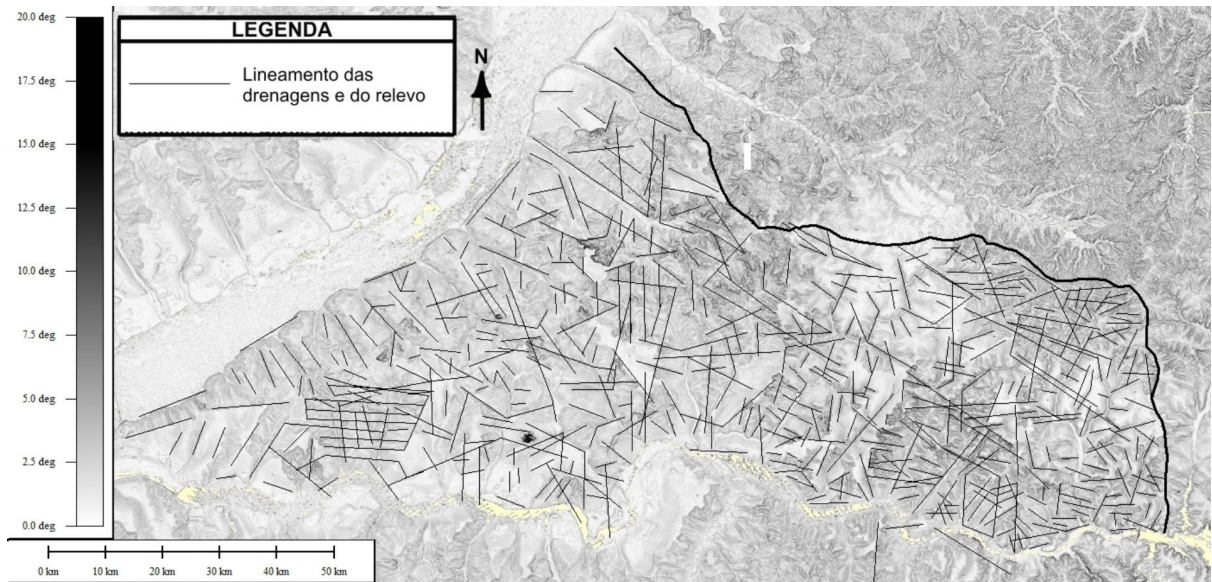 20.0 deg
17.5 deg
15.0 deg
12.5 deg
10.0 deg
7.5 deg
5.0 deg
2.5 deg
0.0 deg
LEGENDA
Lineamento das
drenagens e do relevo
N
0 km 10 km 20 km 30 km 40 km 50 km